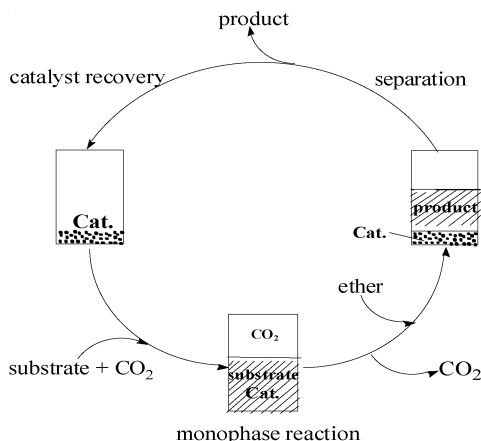 product
catalyst recovery
separation
Cat.
product
Cat.
ether
CO₂
substrate
Cat.
substrate + CO₂
CO₂
monophase reaction